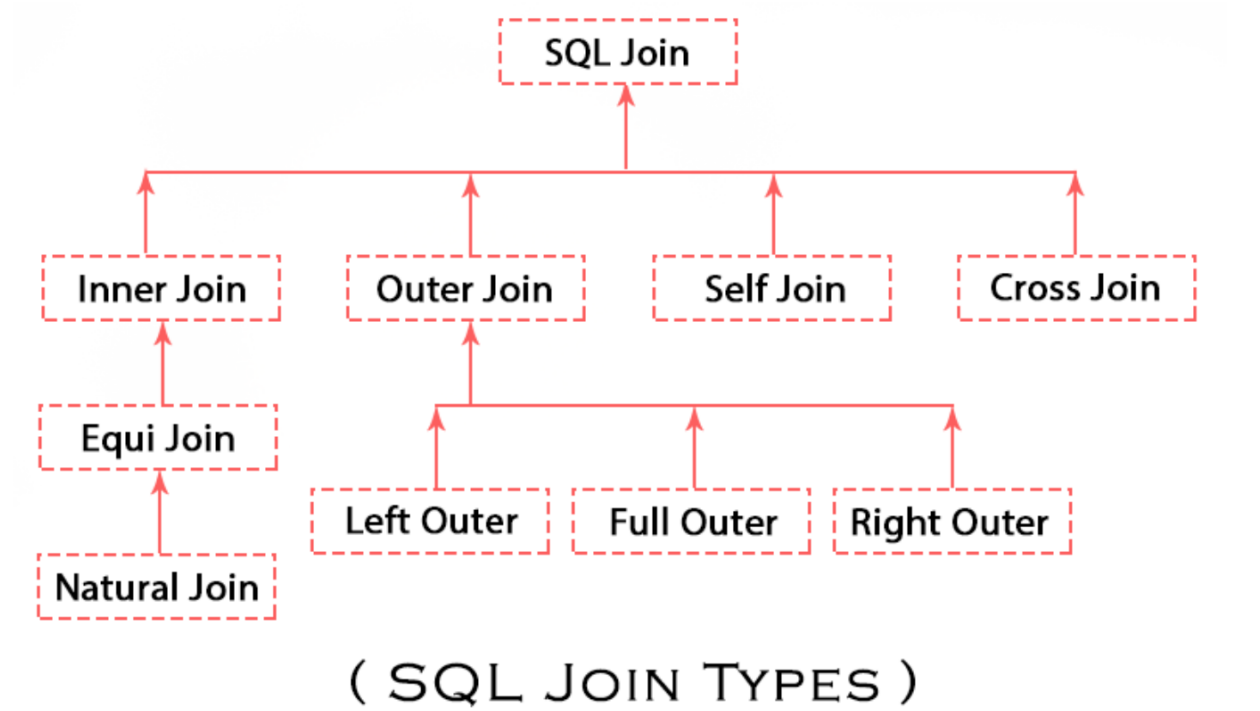 SQL Join
Inner Join
Outer Join
Self Join
Cross Join
Equi Join
Left Outer
Full Outer
Right Outer
Natural Join
( SQL JOIN TYPES )